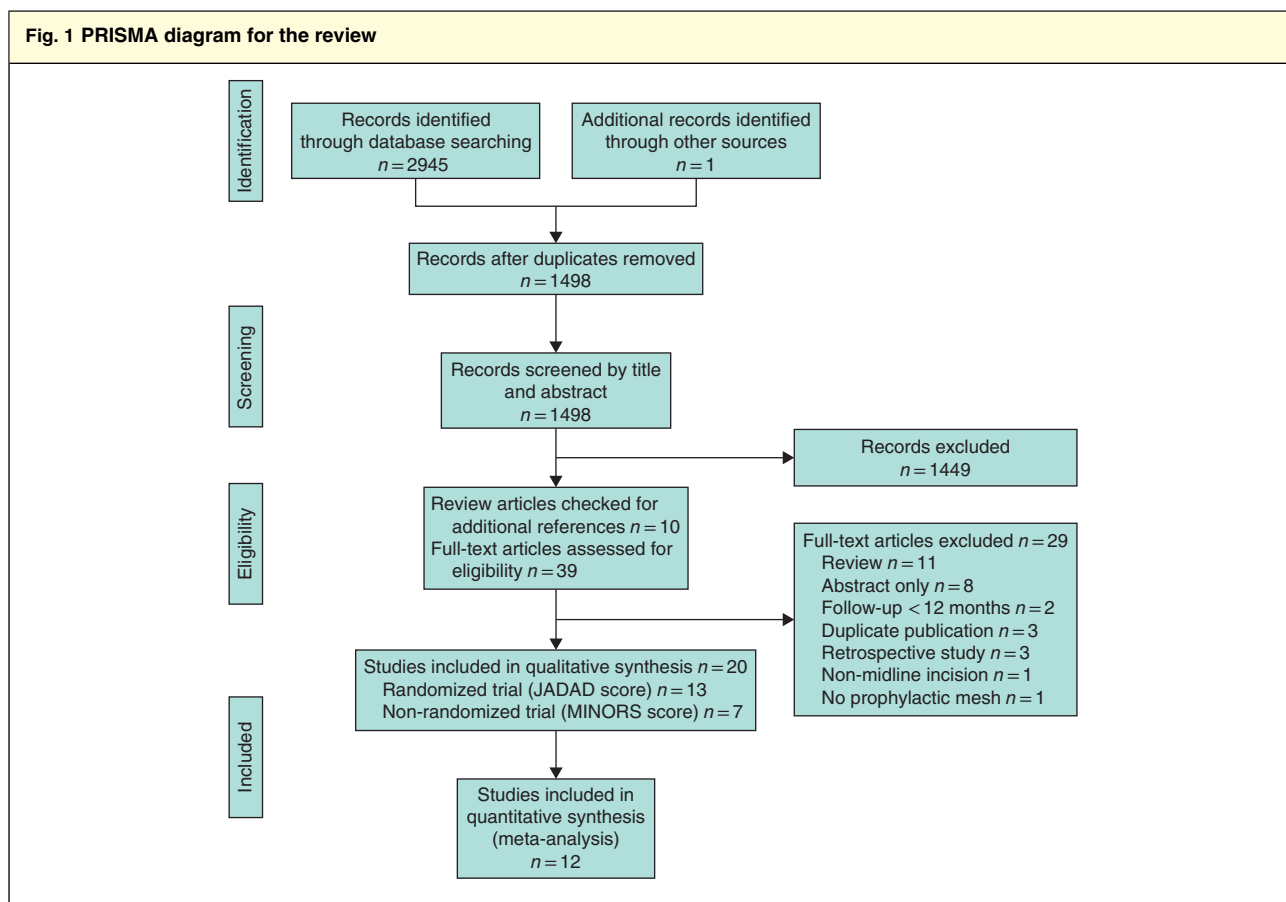 Fig. 1 PRISMA diagram for the review
Identification
Records identified
through database searching
n = 2945
Additional records identified
through other sources
n = 1
Records after duplicates removed
n = 1498
Screening
Records screened by title
and abstract
n = 1498
Records excluded
n = 1449
Eligibility
Review articles checked for
additional references n = 10
Full-text articles assessed for
eligibility n = 39
Full-text articles excluded n = 29
Review n = 11
Abstract only n = 8
Follow-up < 12 months n = 2
Duplicate publication n = 3
Retrospective study n = 3
Non-midline incision n = 1
No prophylactic mesh n = 1
Studies included in qualitative synthesis n = 20
Randomized trial (JADAD score) n = 13
Non-randomized trial (MINORS score) n = 7
Included
Studies included in
quantitative synthesis
(meta-analysis)
n = 12